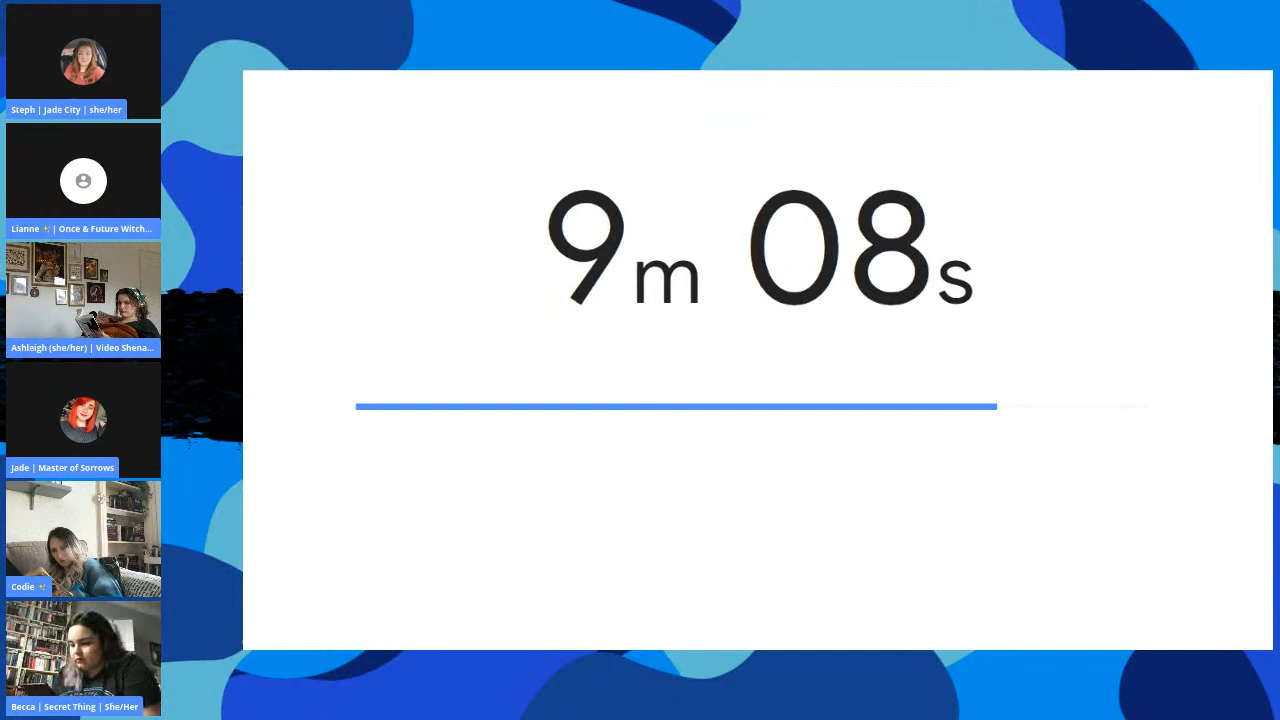 Steph | Jade City | she/her
Lianne ✨ | Once & Future Witch...
Ashleigh (she/her) | Video Shena...
Jade | Master of Sorrows
Codie ✨
Becca | Secret Thing | She/Her
9m 08s